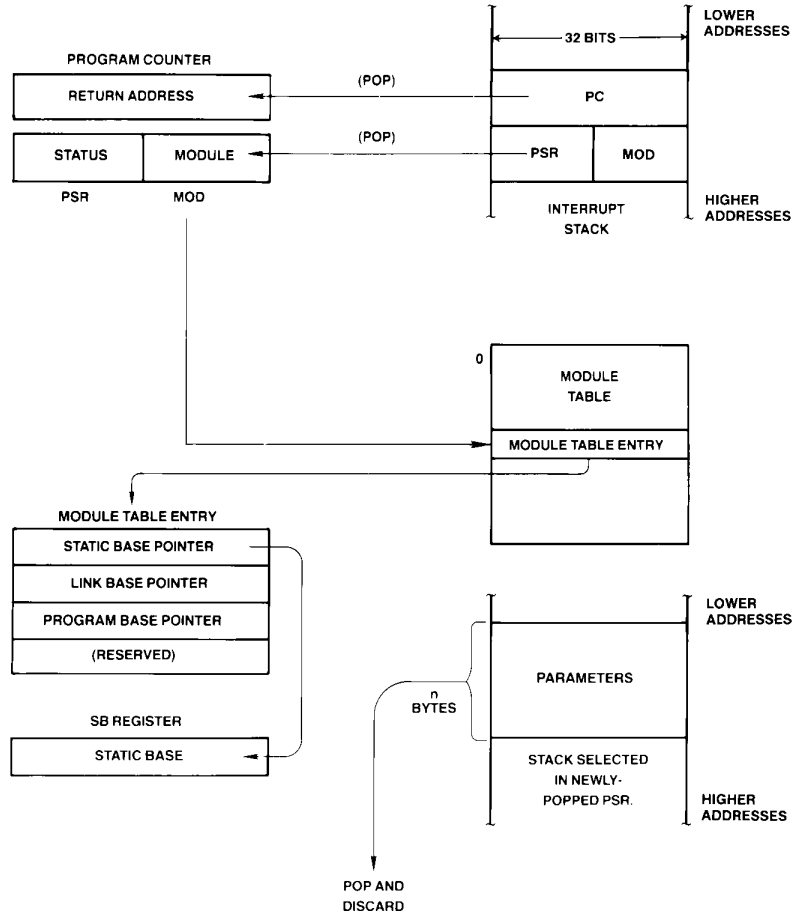 LOWER
ADDRESSES
32 BITS
PROGRAM COUNTER
RETURN ADDRESS
(POP)
PC
STATUS
MODULE
(POP)
PSR
MOD
PSR
MOD
INTERRUPT
STACK
HIGHER
ADDRESSES
0
MODULE
TABLE
MODULE TABLE ENTRY
MODULE TABLE ENTRY
STATIC BASE POINTER
LINK BASE POINTER
PROGRAM BASE POINTER
(RESERVED)
LOWER
ADDRESSES
PARAMETERS
n
BYTES
SB REGISTER
STATIC BASE
STACK SELECTED
IN NEWLY-
POPPED PSR.
HIGHER
ADDRESSES
POP AND
DISCARD